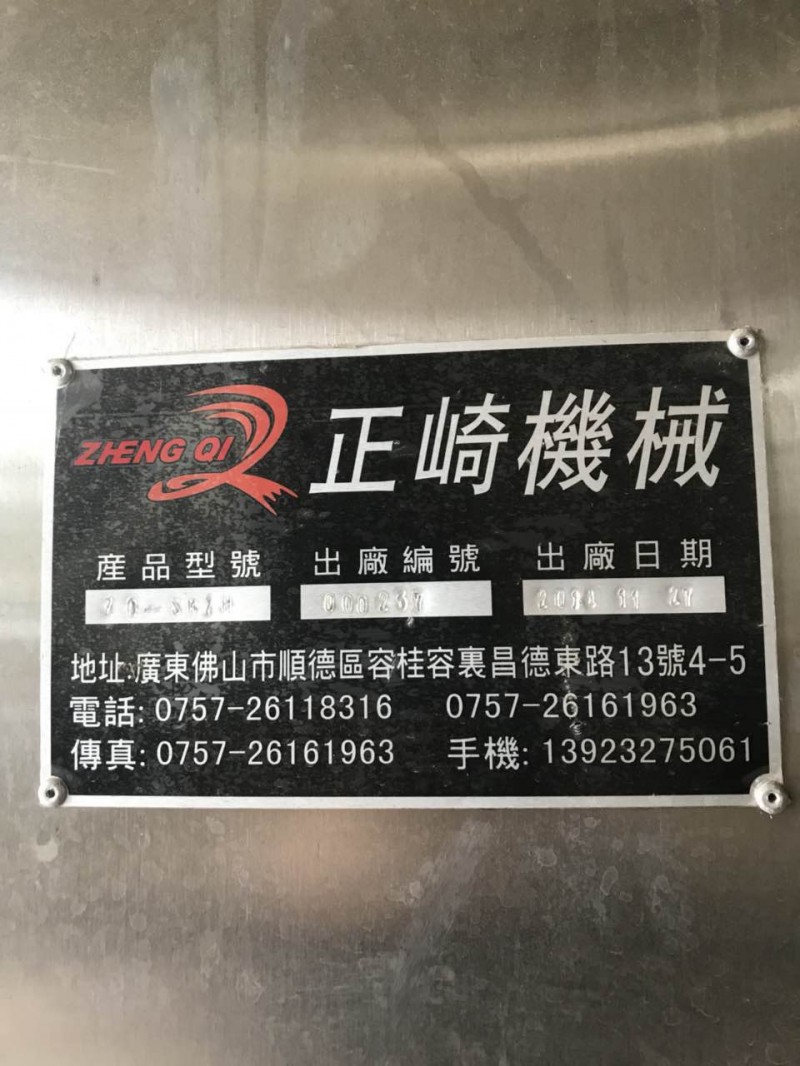 ZHENG QI 正崎機械
産品型號 出廠編號 出廠日期
000237
地址:廣東佛山市順德區容桂容裏昌德東路13號4-5
電話: 0757-26118316 0757-26161963
傳真: 0757-26161963 手機: 13923275061